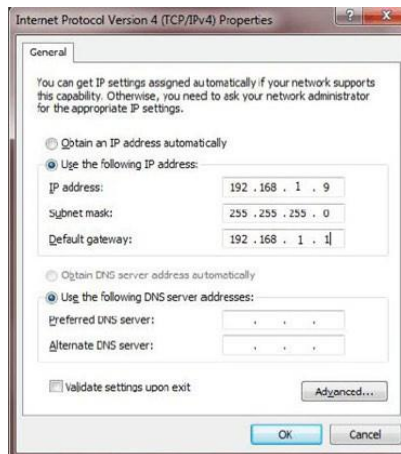 Internet Protocol Version 4 (TCP/IPv4) Properties
General
You can get IP settings assigned automatically if your network supports
this capability. Otherwise, you need to ask your network administrator
for the appropriate IP settings.
Obtain an IP address automatically
Use the following IP address:
IP address: 192 . 168 . 1 . 9
Subnet mask: 255 . 255 . 255 . 0
Default gateway: 192 . 168 . 1 . 1
Obtain DNS server address automatically
Use the following DNS server addresses:
Preferred DNS server: . . .
Alternate DNS server: . . .
Validate settings upon exit
Advanced...
OK Cancel